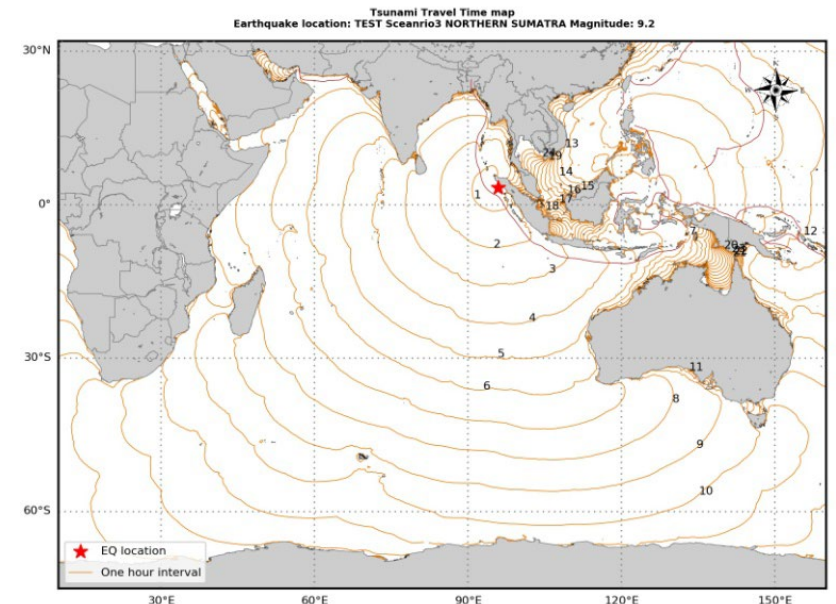 Tsunami Travel Time map
Earthquake location: TEST Sceanrio3 NORTHERN SUMATRA Magnitude: 9.2
30°N
0°
30°S
60°S
30°E
60°E
90°E
120°E
150°E
1
2
3
4
5
6
7
8
9
10
11
12
13
14
15
16
17
18
19
20
EQ location
One hour interval